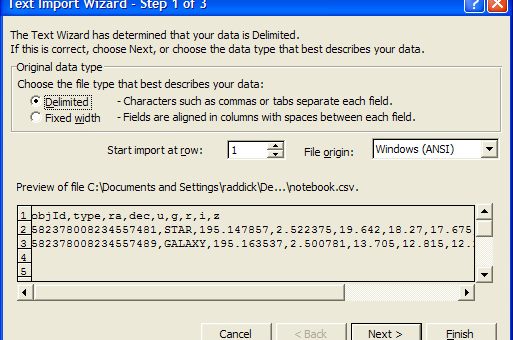 Text Import Wizard - Step 1 of 3
The Text Wizard has determined that your data is Delimited.
If this is correct, choose Next, or choose the data type that best describes your data.
Original data type
Choose the file type that best describes your data:
Delimited - Characters such as commas or tabs separate each field.
Fixed width - Fields are aligned in columns with spaces between each field.
Start import at row: 1 File origin: Windows (ANSI)
Preview of file C:\Documents and Settings\raddick\De...\notebook.csv.
1 objId,type,ra,dec,u,g,r,i,z
2 582378008234557481,STAR,195.147857,2.522375,19.642,18.27,17.675
3 582378008234557489,GALAXY,195.163537,2.500781,13.705,12.815,12.
4
5
Cancel < Back Next > Finish